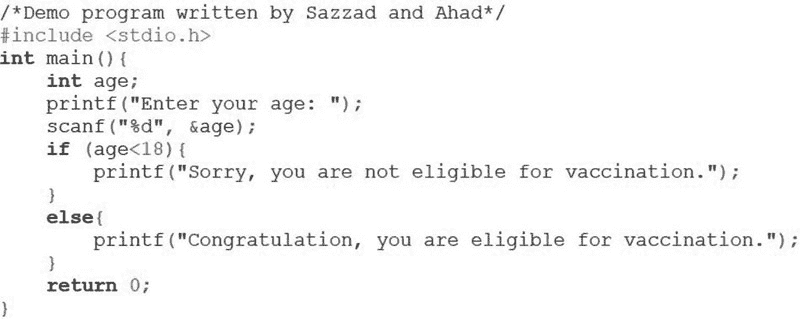 /*Demo program written by Sazzad and Ahad*/
#include <stdio.h>
int main(){
    int age;
    printf("Enter your age: ");
    scanf("%d", &age);
    if (age<18){
        printf("Sorry, you are not eligible for vaccination.");
    }
    else{
        printf("Congratulation, you are eligible for vaccination.");
    }
    return 0;
}